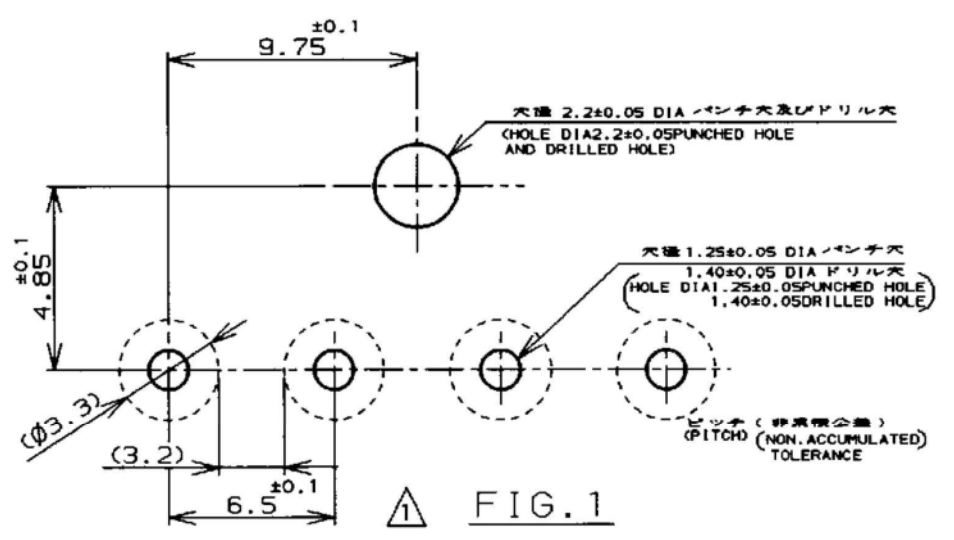 9.75 ±0.1
穴径 2.2±0.05 DIA パンチ穴及びドリル穴
(HOLE DIA2.2±0.05PUNCHED HOLE
AND DRILLED HOLE)
4.85 ±0.1
穴径 1.25±0.05 DIA パンチ穴
1.40±0.05 DIA ドリル穴
(HOLE DIA1.25±0.05PUNCHED HOLE
1.40±0.05DRILLED HOLE)
(Ø3.3)
(3.2)
6.5 ±0.1
ピッチ (非累積公差)
(PITCH) (NON.ACCUMULATED)
TOLERANCE
1
FIG.1